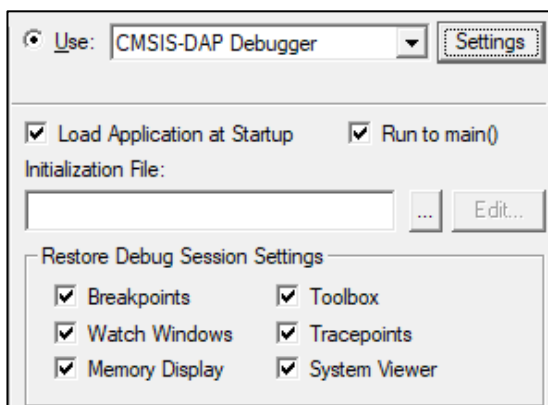 Use: CMSIS-DAP Debugger Settings
Load Application at Startup Run to main()
Initialization File:
... Edit...
Restore Debug Session Settings
Breakpoints Toolbox
Watch Windows Tracepoints
Memory Display System Viewer